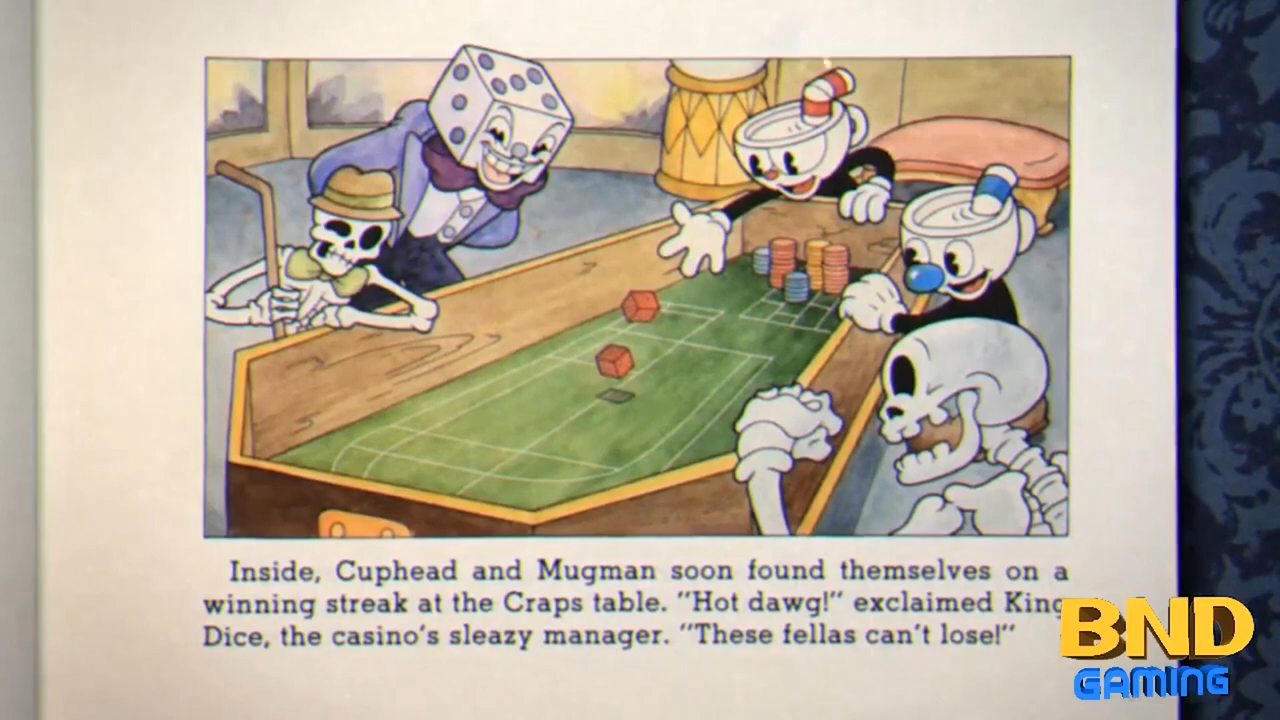 Inside, Cuphead and Mugman soon found themselves on a
winning streak at the Craps table. "Hot dawg!" exclaimed King
Dice, the casino's sleazy manager. "These fellas can't lose!"
BND
GAMING